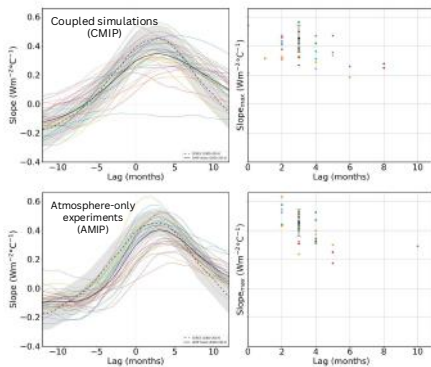 Coupled simulations
(CMIP)
Slope (Wm⁻²°C⁻¹)
0.6
0.4
0.2
0.0
−0.2
−0.4
−10
−5
0
5
10
Lag (months)
Slope_max (Wm⁻²°C⁻¹)
0
2
4
6
8
10
Lag (months)
Atmosphere-only
experiments
(AMIP)
Slope (Wm⁻²°C⁻¹)
0.6
0.4
0.2
0.0
−0.2
−0.4
−10
−5
0
5
10
Lag (months)
Slope_max (Wm⁻²°C⁻¹)
0
2
4
6
8
10
Lag (months)